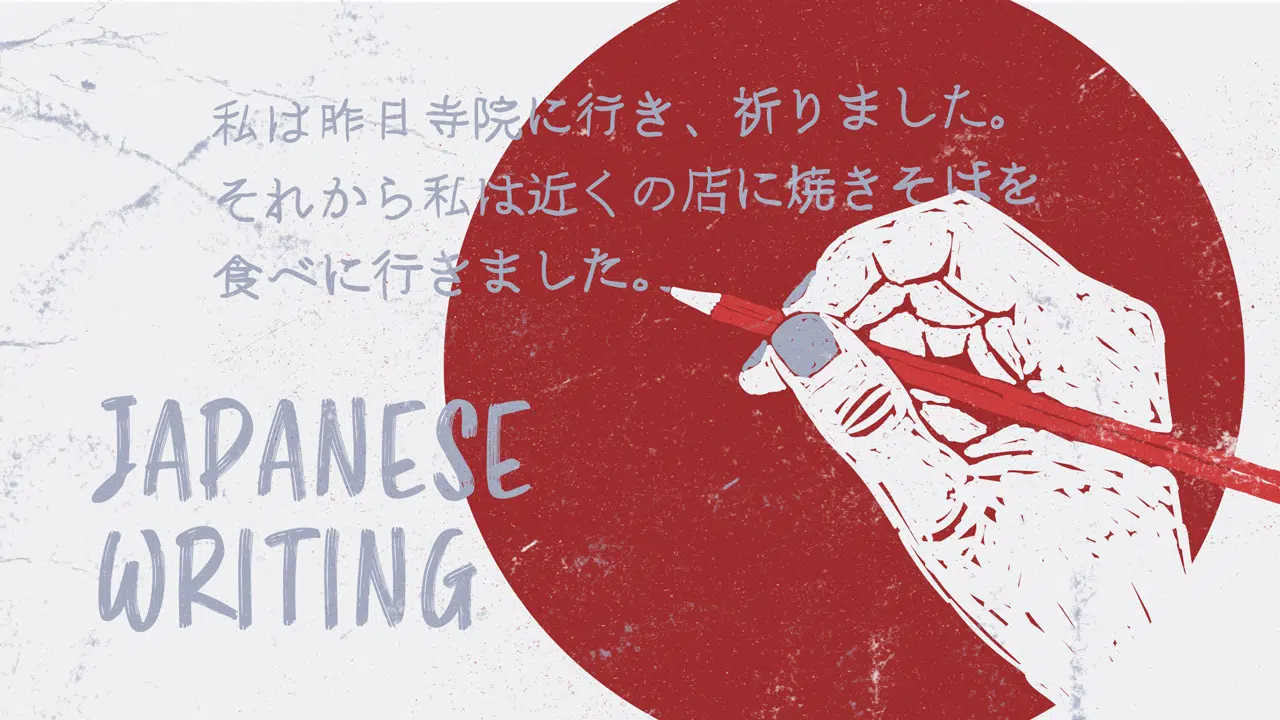 私は昨日寺院に行き、祈りました。
それから私は近くの店に焼きそばを
食べに行きました。
JAPANESE
WRITING